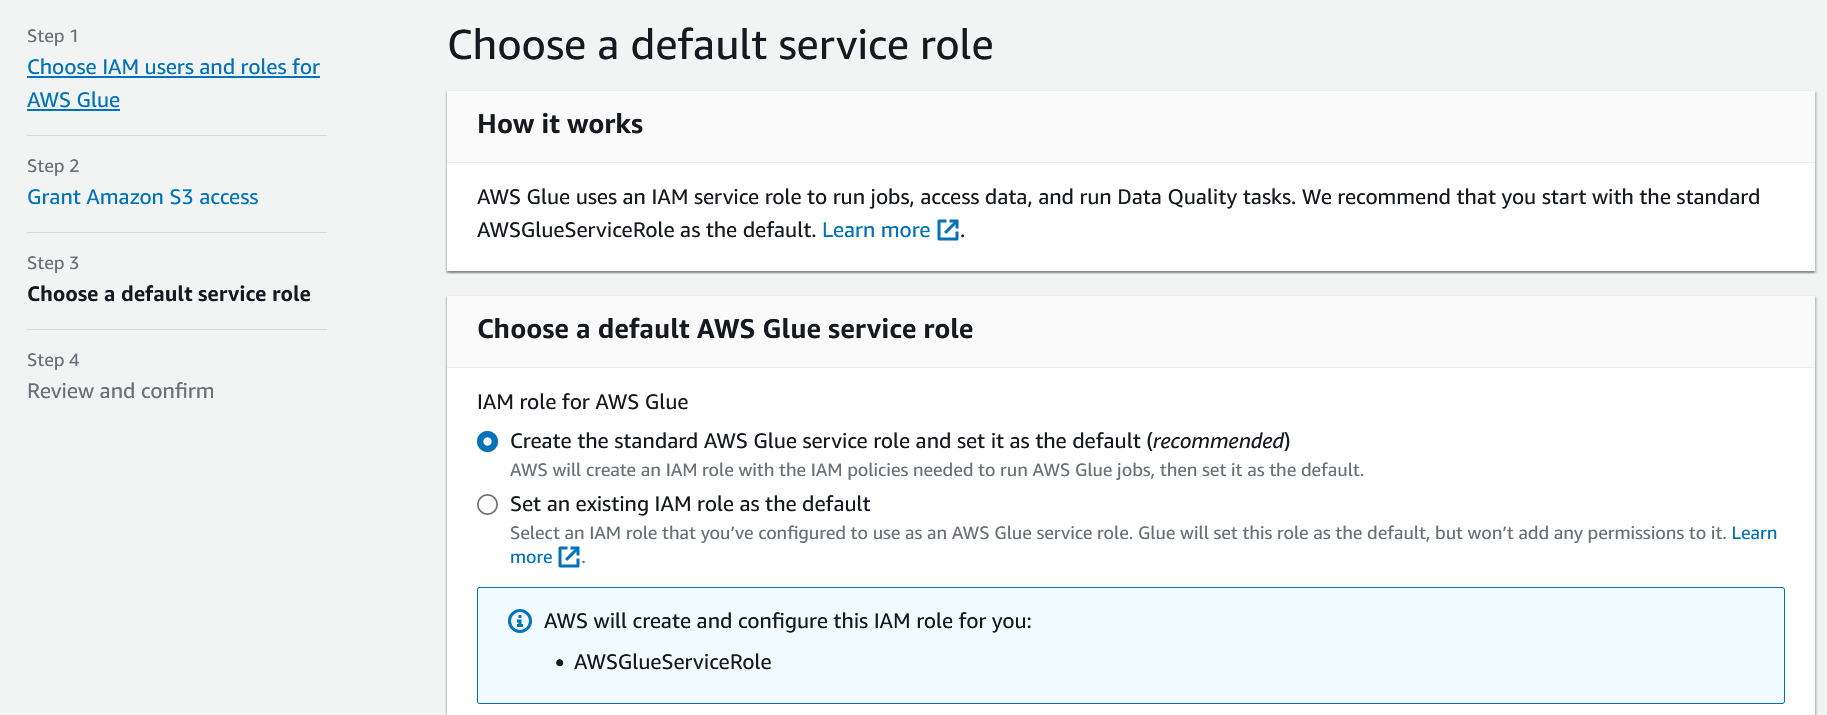 Step 1
Choose IAM users and roles for
AWS Glue
Step 2
Grant Amazon S3 access
Step 3
Choose a default service role
Step 4
Review and confirm
Choose a default service role
How it works
AWS Glue uses an IAM service role to run jobs, access data, and run Data Quality tasks. We recommend that you start with the standard
AWSGlueServiceRole as the default. Learn more.
Choose a default AWS Glue service role
IAM role for AWS Glue
Create the standard AWS Glue service role and set it as the default (recommended)
AWS will create an IAM role with the IAM policies needed to run AWS Glue jobs, then set it as the default.
Set an existing IAM role as the default
Select an IAM role that you’ve configured to use as an AWS Glue service role. Glue will set this role as the default, but won’t add any permissions to it. Learn
more.
AWS will create and configure this IAM role for you:
• AWSGlueServiceRole